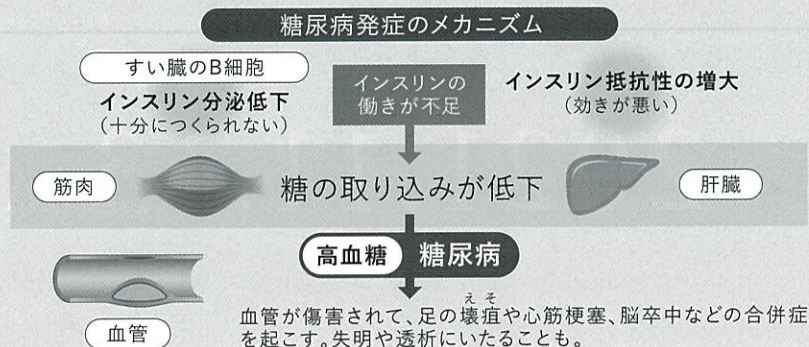 糖尿病発症のメカニズム
すい臓のB細胞
インスリン分泌低下
（十分につくられない）
インスリンの
働きが不足
インスリン抵抗性の増大
（効きが悪い）
筋肉
糖の取り込みが低下
肝臓
高血糖 糖尿病
血管
えそ
血管が傷害されて、足の壊疽や心筋梗塞、脳卒中などの合併症
を起こす。失明や透析にいたることも。